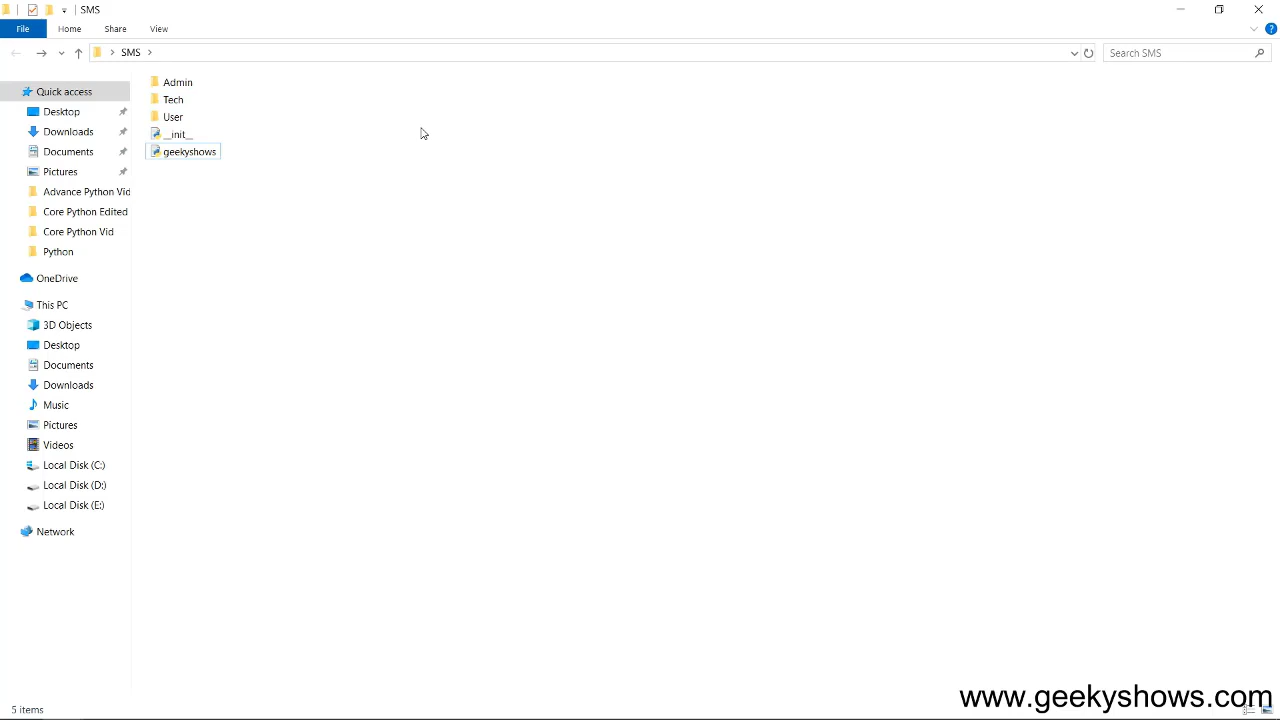 SMS
File Home Share View
SMS Search SMS
Quick access
Desktop
Downloads
Documents
Pictures
Advance Python Vid
Core Python Edited
Core Python Vid
Python
OneDrive
This PC
3D Objects
Desktop
Documents
Downloads
Music
Pictures
Videos
Local Disk (C:)
Local Disk (D:)
Local Disk (E:)
Network
Admin
Tech
User
__init__
geekyshows
5 items
www.geekyshows.com